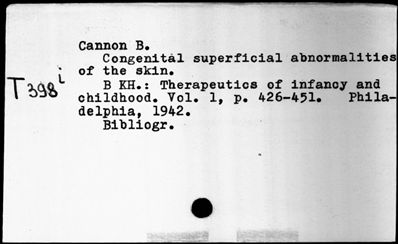 Cannon B.
Congenital superficial abnormalities
of the skin.
T 398 i
B KH.: Therapeutics of infancy and
childhood. Vol. 1, p. 426-451. Phila-
delphia, 1942.
Bibliogr.